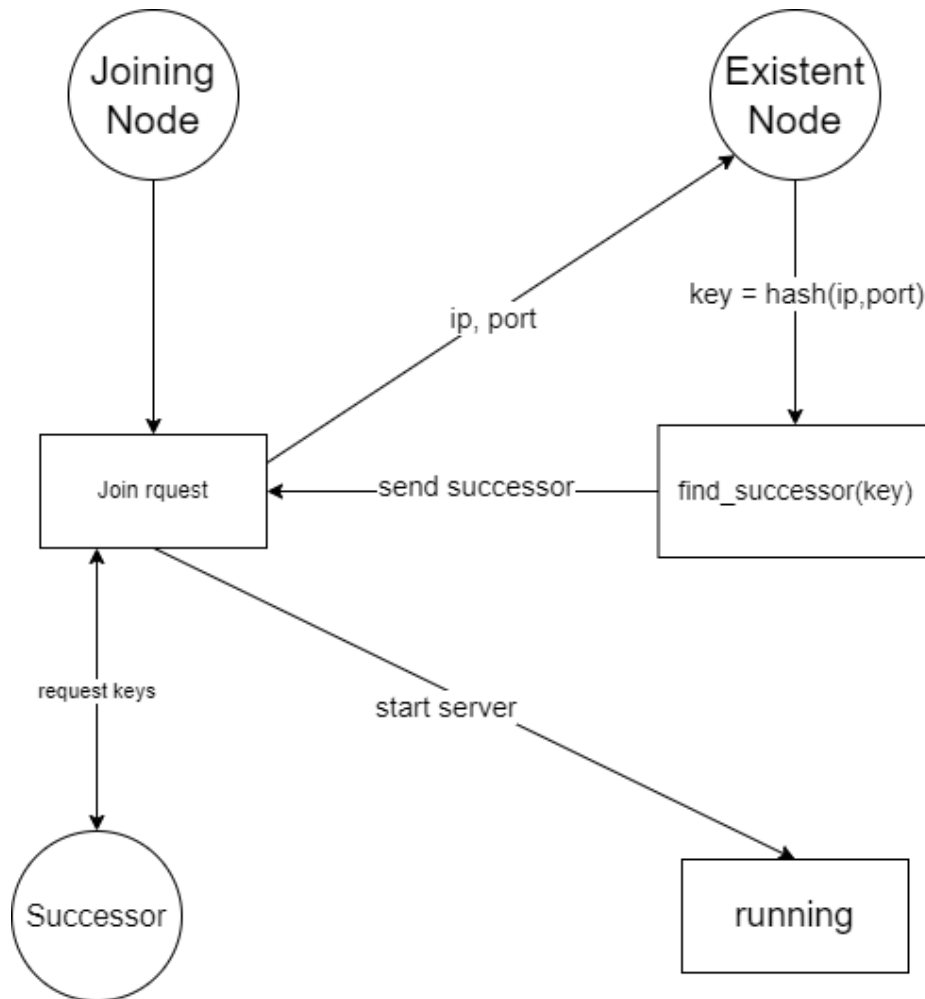 Joining
Node
Existent
Node
key = hash(ip,port)
ip, port
Join rquest
send successor
find_successor(key)
request keys
start server
Successor
running